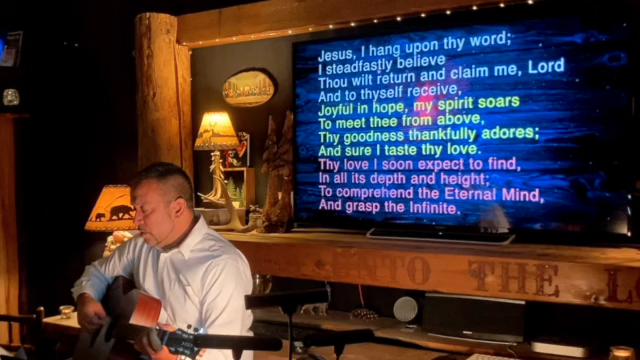 Jesus, I hang upon thy word;
I steadfastly believe
Thou wilt return and claim me, Lord
And to thyself receive,
Joyful in hope, my spirit soars
To meet thee from above,
Thy goodness thankfully adores;
And sure I taste thy love.
Thy love I soon expect to find,
In all its depth and height;
To comprehend the Eternal Mind,
And grasp the Infinite.
UNTO THE L